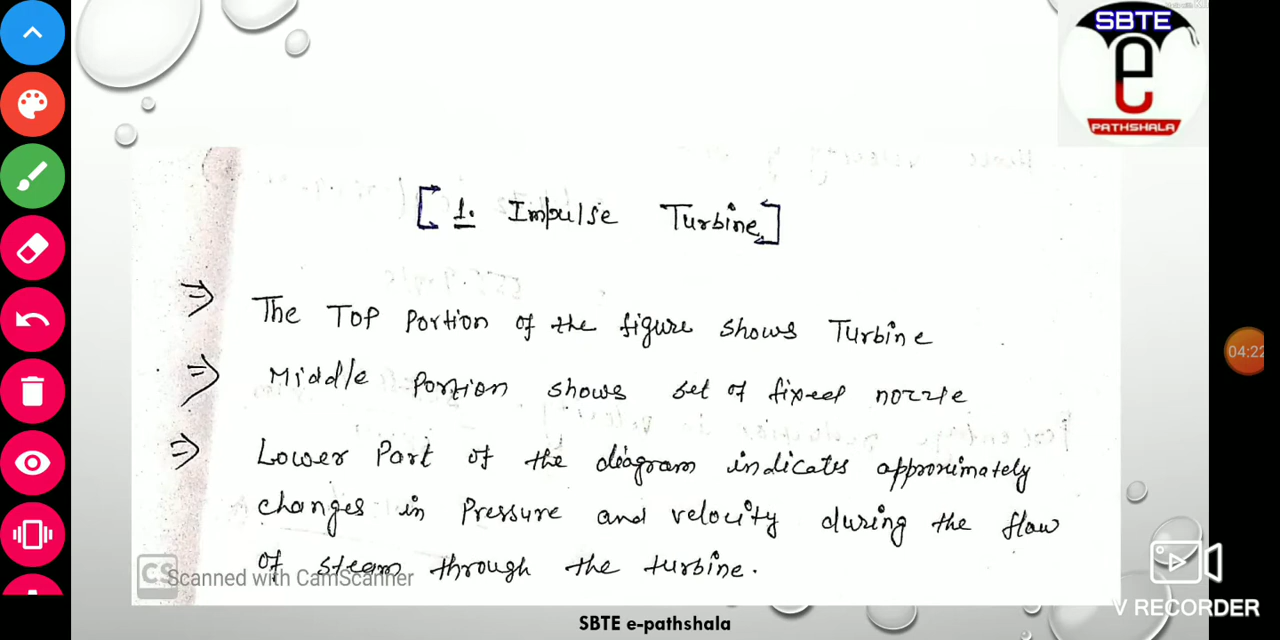 SBTE
e
PATHSHALA
[ 1. Impulse Turbine ]
⇒ The Top Portion of the figure shows Turbine
04:22
⇒ Middle Portion shows set of fixed nozzle
⇒ Lower Part of the diagram indicates approximately
changes in Pressure and velocity during the flow
of steam through the turbine.
CS Scanned with CamScanner
V RECORDER
SBTE e-pathshala